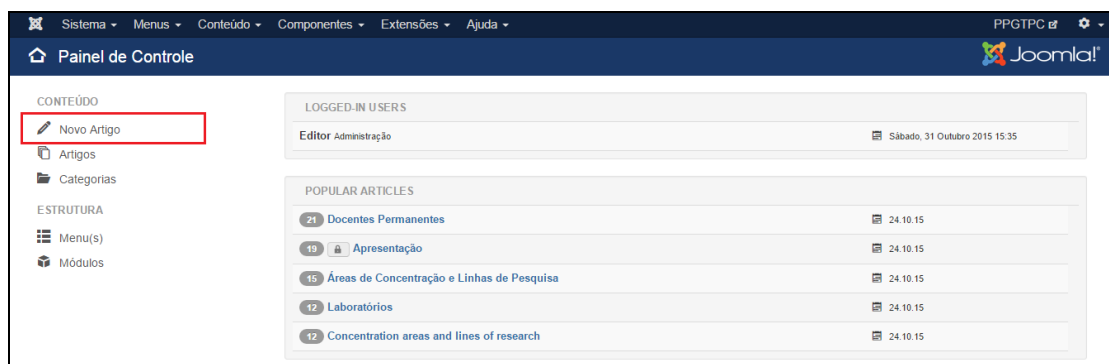 Sistema Menus Conteúdo Componentes Extensões Ajuda PPGTPC
Painel de Controle Joomla!®
CONTEÚDO
Novo Artigo
Artigos
Categorias
ESTRUTURA
Menu(s)
Módulos
LOGGED-IN USERS
Editor Administração Sábado, 31 Outubro 2015 15:35
POPULAR ARTICLES
21 Docentes Permanentes 24.10.15
19 Apresentação 24.10.15
15 Áreas de Concentração e Linhas de Pesquisa 24.10.15
12 Laboratórios 24.10.15
12 Concentration areas and lines of research 24.10.15